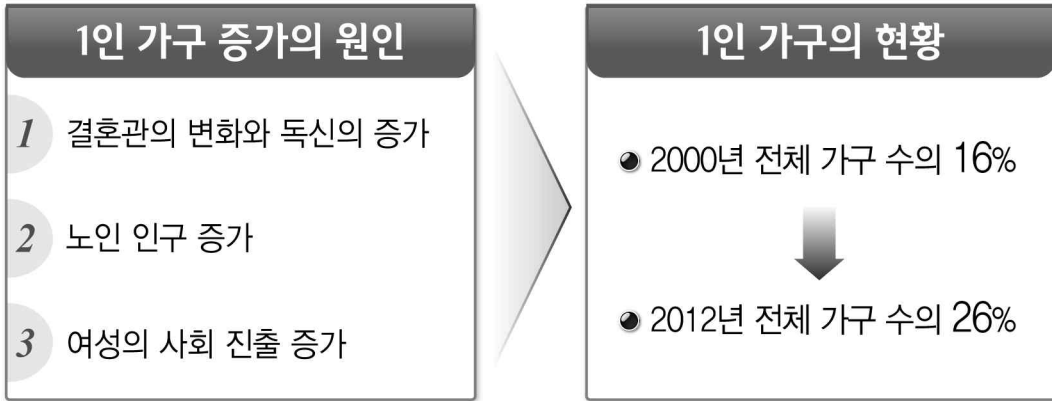 1인 가구 증가의 원인
1 결혼관의 변화와 독신의 증가
2 노인 인구 증가
3 여성의 사회 진출 증가
1인 가구의 현황
2000년 전체 가구 수의 16%
2012년 전체 가구 수의 26%